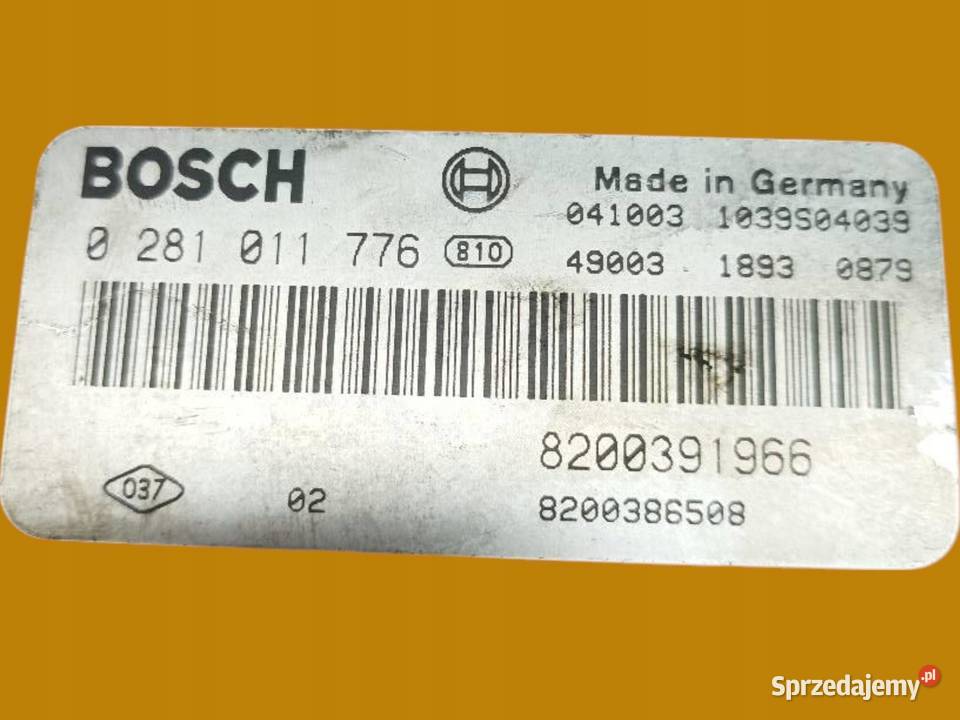 BOSCH
Made in Germany
041003 1039S04039
0 281 011 776 810
49003 1893 0879
8200391966
037 02
8200386508
Sprzedajemy.pl